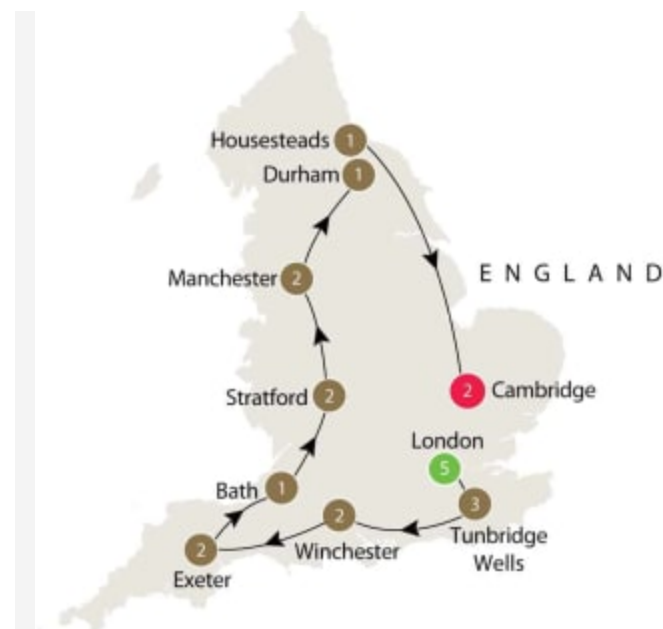 Housesteads 1
Durham 1
Manchester 2
ENGLAND
Stratford 2
2 Cambridge
London
5
Bath 1
3
Tunbridge
Wells
2
Winchester
2
Exeter